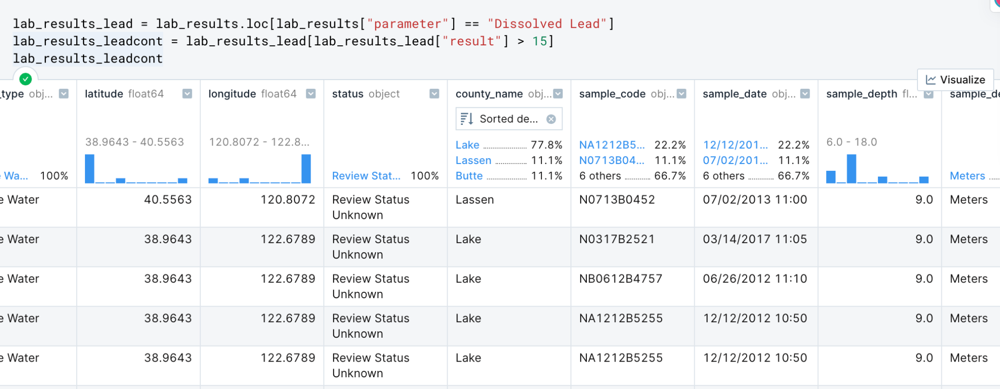 lab_results_lead = lab_results.loc[lab_results["parameter"] == "Dissolved Lead"]
lab_results_leadcont = lab_results_lead[lab_results_lead["result"] > 15]
lab_results_leadcont
Visualize
_type obj... latitude float64 longitude float64 status object county_name obj... sample_code obj... sample_date obj... sample_depth fl... sample_de
Sorted de...
38.9643 - 40.5563 120.8072 - 122.8... Lake 77.8% NA1212B5... 22.2% 12/12/201... 22.2% 6.0 - 18.0
Lassen 11.1% N0713B04... 11.1% 07/02/201... 11.1%
e Wa... 100% Review Stat... 100% Butte 11.1% 6 others 66.7% 6 others 66.7% Meters
e Water 40.5563 120.8072 Review Status Lassen N0713B0452 07/02/2013 11:00 9.0 Meters
Unknown
e Water 38.9643 122.6789 Review Status Lake N0317B2521 03/14/2017 11:05 9.0 Meters
Unknown
e Water 38.9643 122.6789 Review Status Lake NB0612B4757 06/26/2012 11:10 9.0 Meters
Unknown
e Water 38.9643 122.6789 Review Status Lake NA1212B5255 12/12/2012 10:50 9.0 Meters
Unknown
e Water 38.9643 122.6789 Review Status Lake NA1212B5255 12/12/2012 10:50 9.0 Meters
Unknown